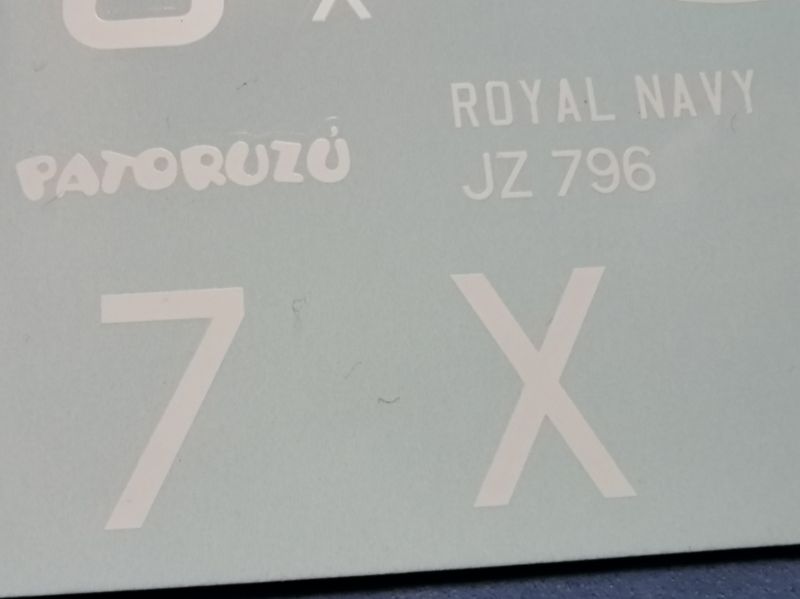 X
ROYAL NAVY
PATORUZÚ
JZ 796
7 X